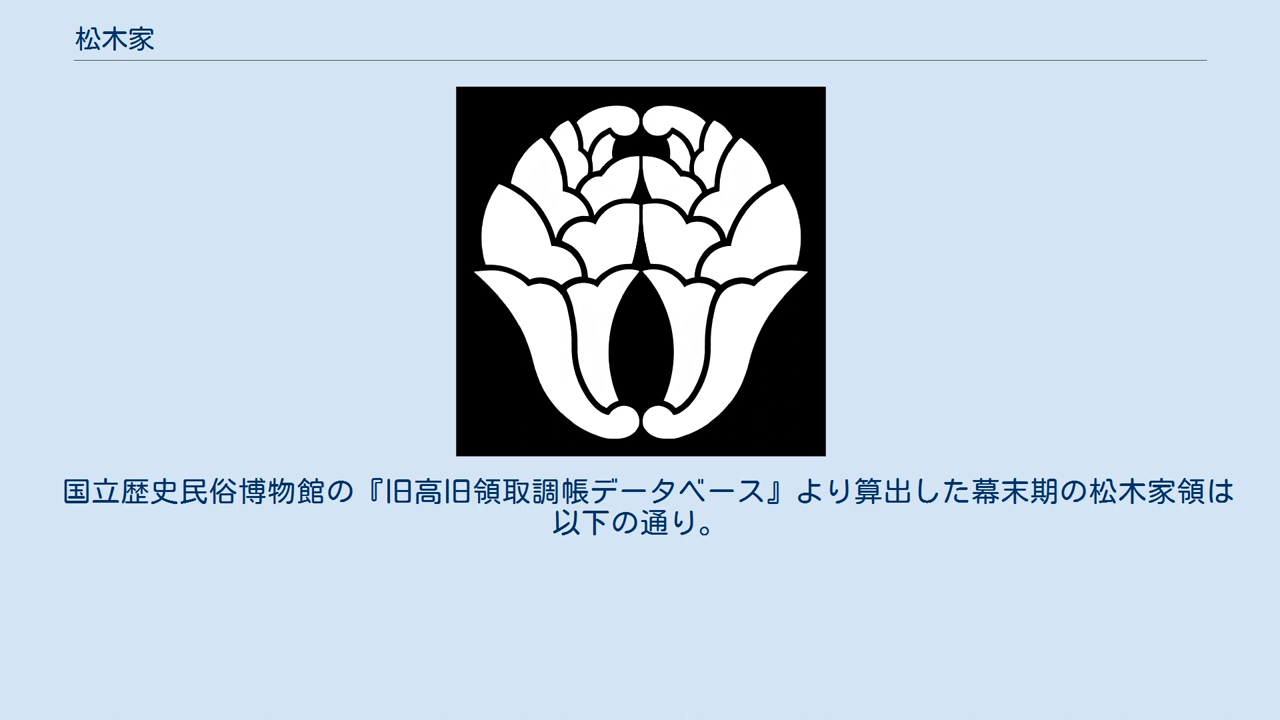 松木家
国立歴史民俗博物館の『旧高旧領取調帳データベース』より算出した幕末期の松木家領は
以下の通り。